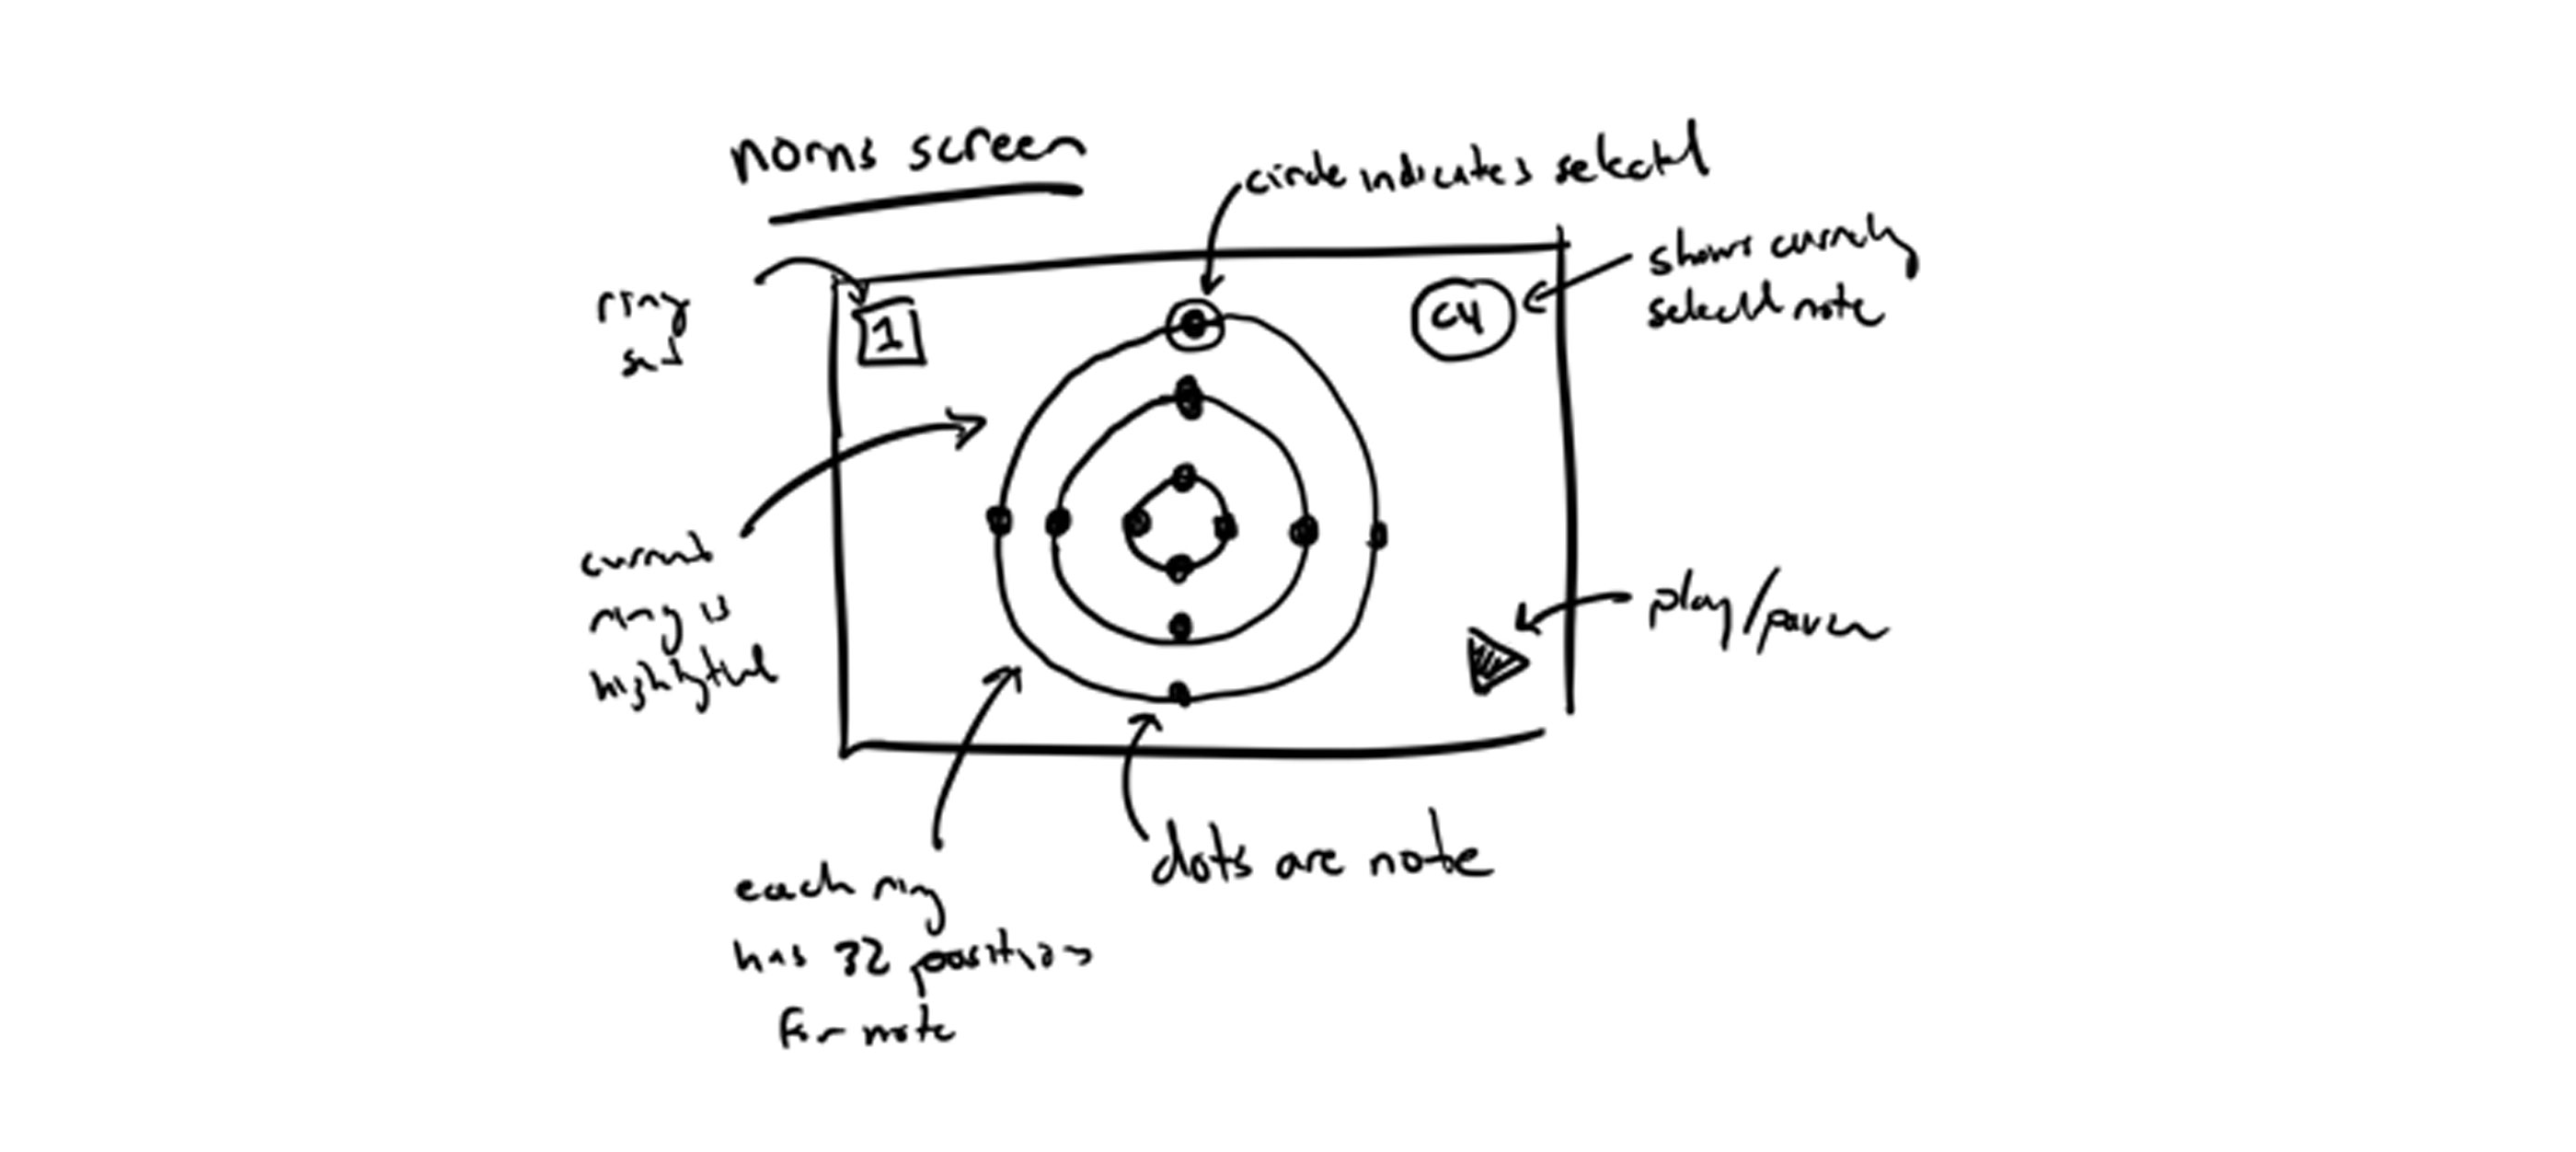 norns screen
circle indicates selected
shows currently
selected note
ring
1
C4
current
ring is
highlighted
play/pause
dots are note
each ring
has 32 positions
for note